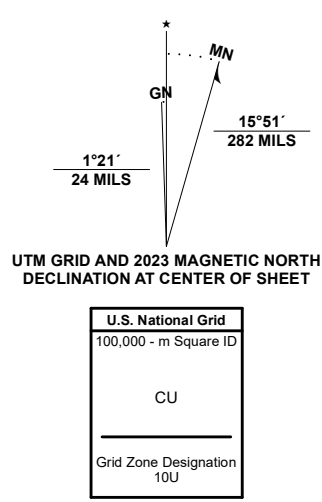 ★
MN
GN
15°51´
282 MILS
1°21´
24 MILS
UTM GRID AND 2023 MAGNETIC NORTH
DECLINATION AT CENTER OF SHEET
U.S. National Grid
100,000 - m Square ID
CU
Grid Zone Designation
10U